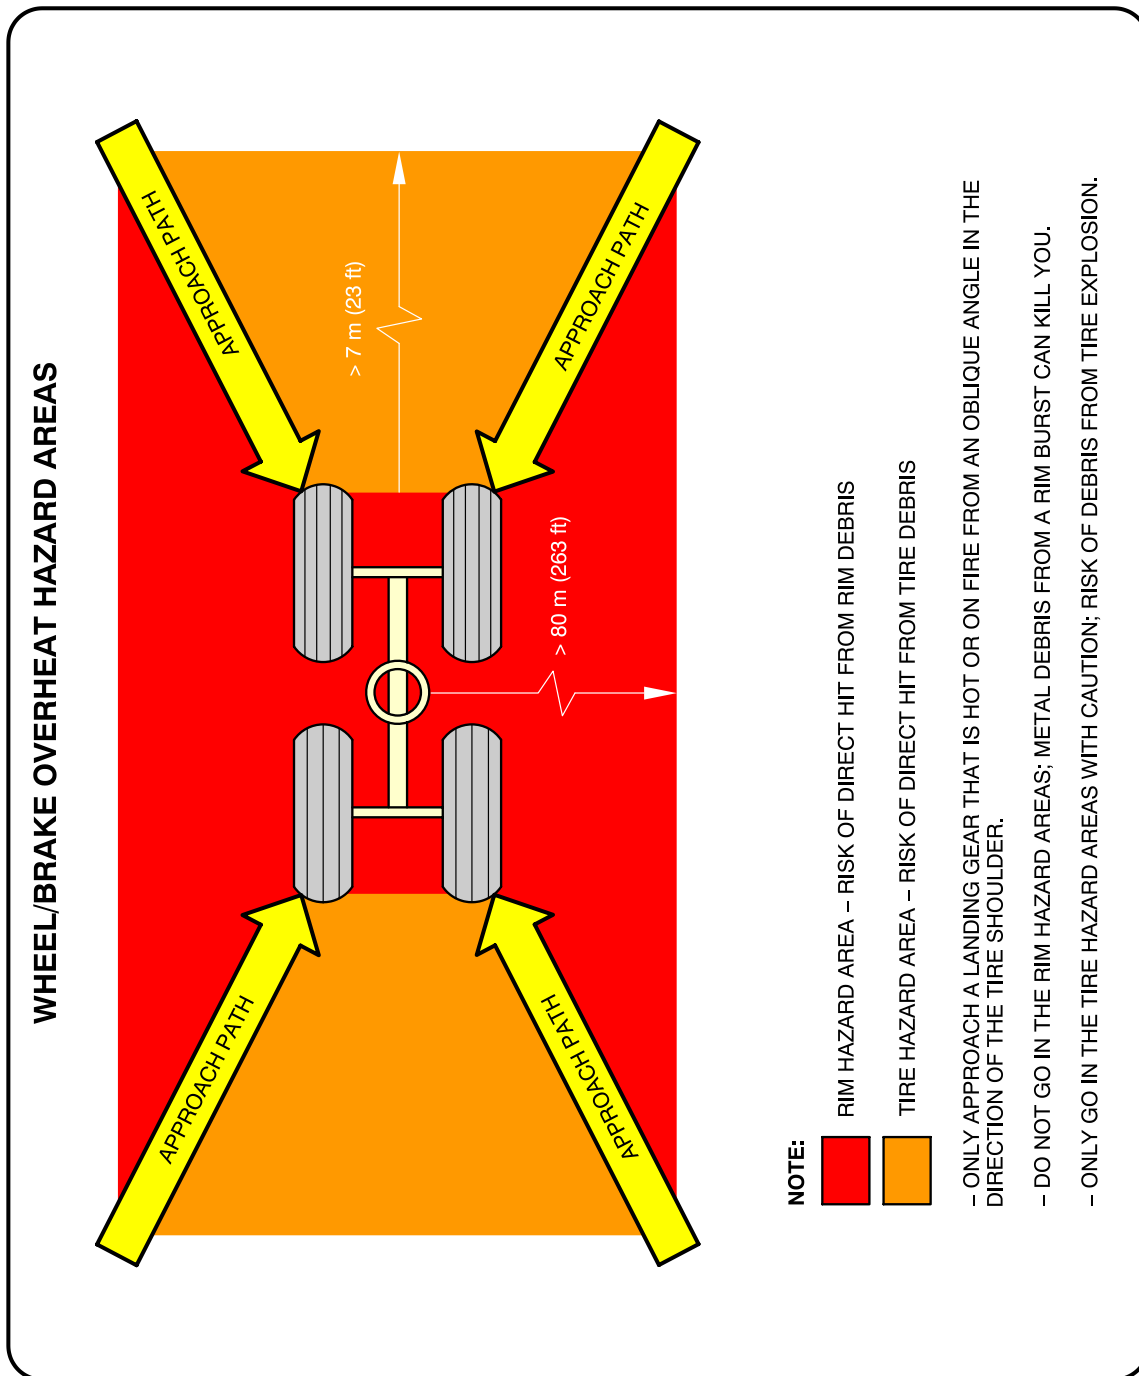 WHEEL/BRAKE OVERHEAT HAZARD AREAS
APPROACH PATH
APPROACH PATH
> 7 m (23 ft)
> 80 m (263 ft)
APPROACH PATH
APPROACH PATH
NOTE:
RIM HAZARD AREA – RISK OF DIRECT HIT FROM RIM DEBRIS
TIRE HAZARD AREA – RISK OF DIRECT HIT FROM TIRE DEBRIS
– ONLY APPROACH A LANDING GEAR THAT IS HOT OR ON FIRE FROM AN OBLIQUE ANGLE IN THE
DIRECTION OF THE TIRE SHOULDER.
– DO NOT GO IN THE RIM HAZARD AREAS; METAL DEBRIS FROM A RIM BURST CAN KILL YOU.
– ONLY GO IN THE TIRE HAZARD AREAS WITH CAUTION; RISK OF DEBRIS FROM TIRE EXPLOSION.